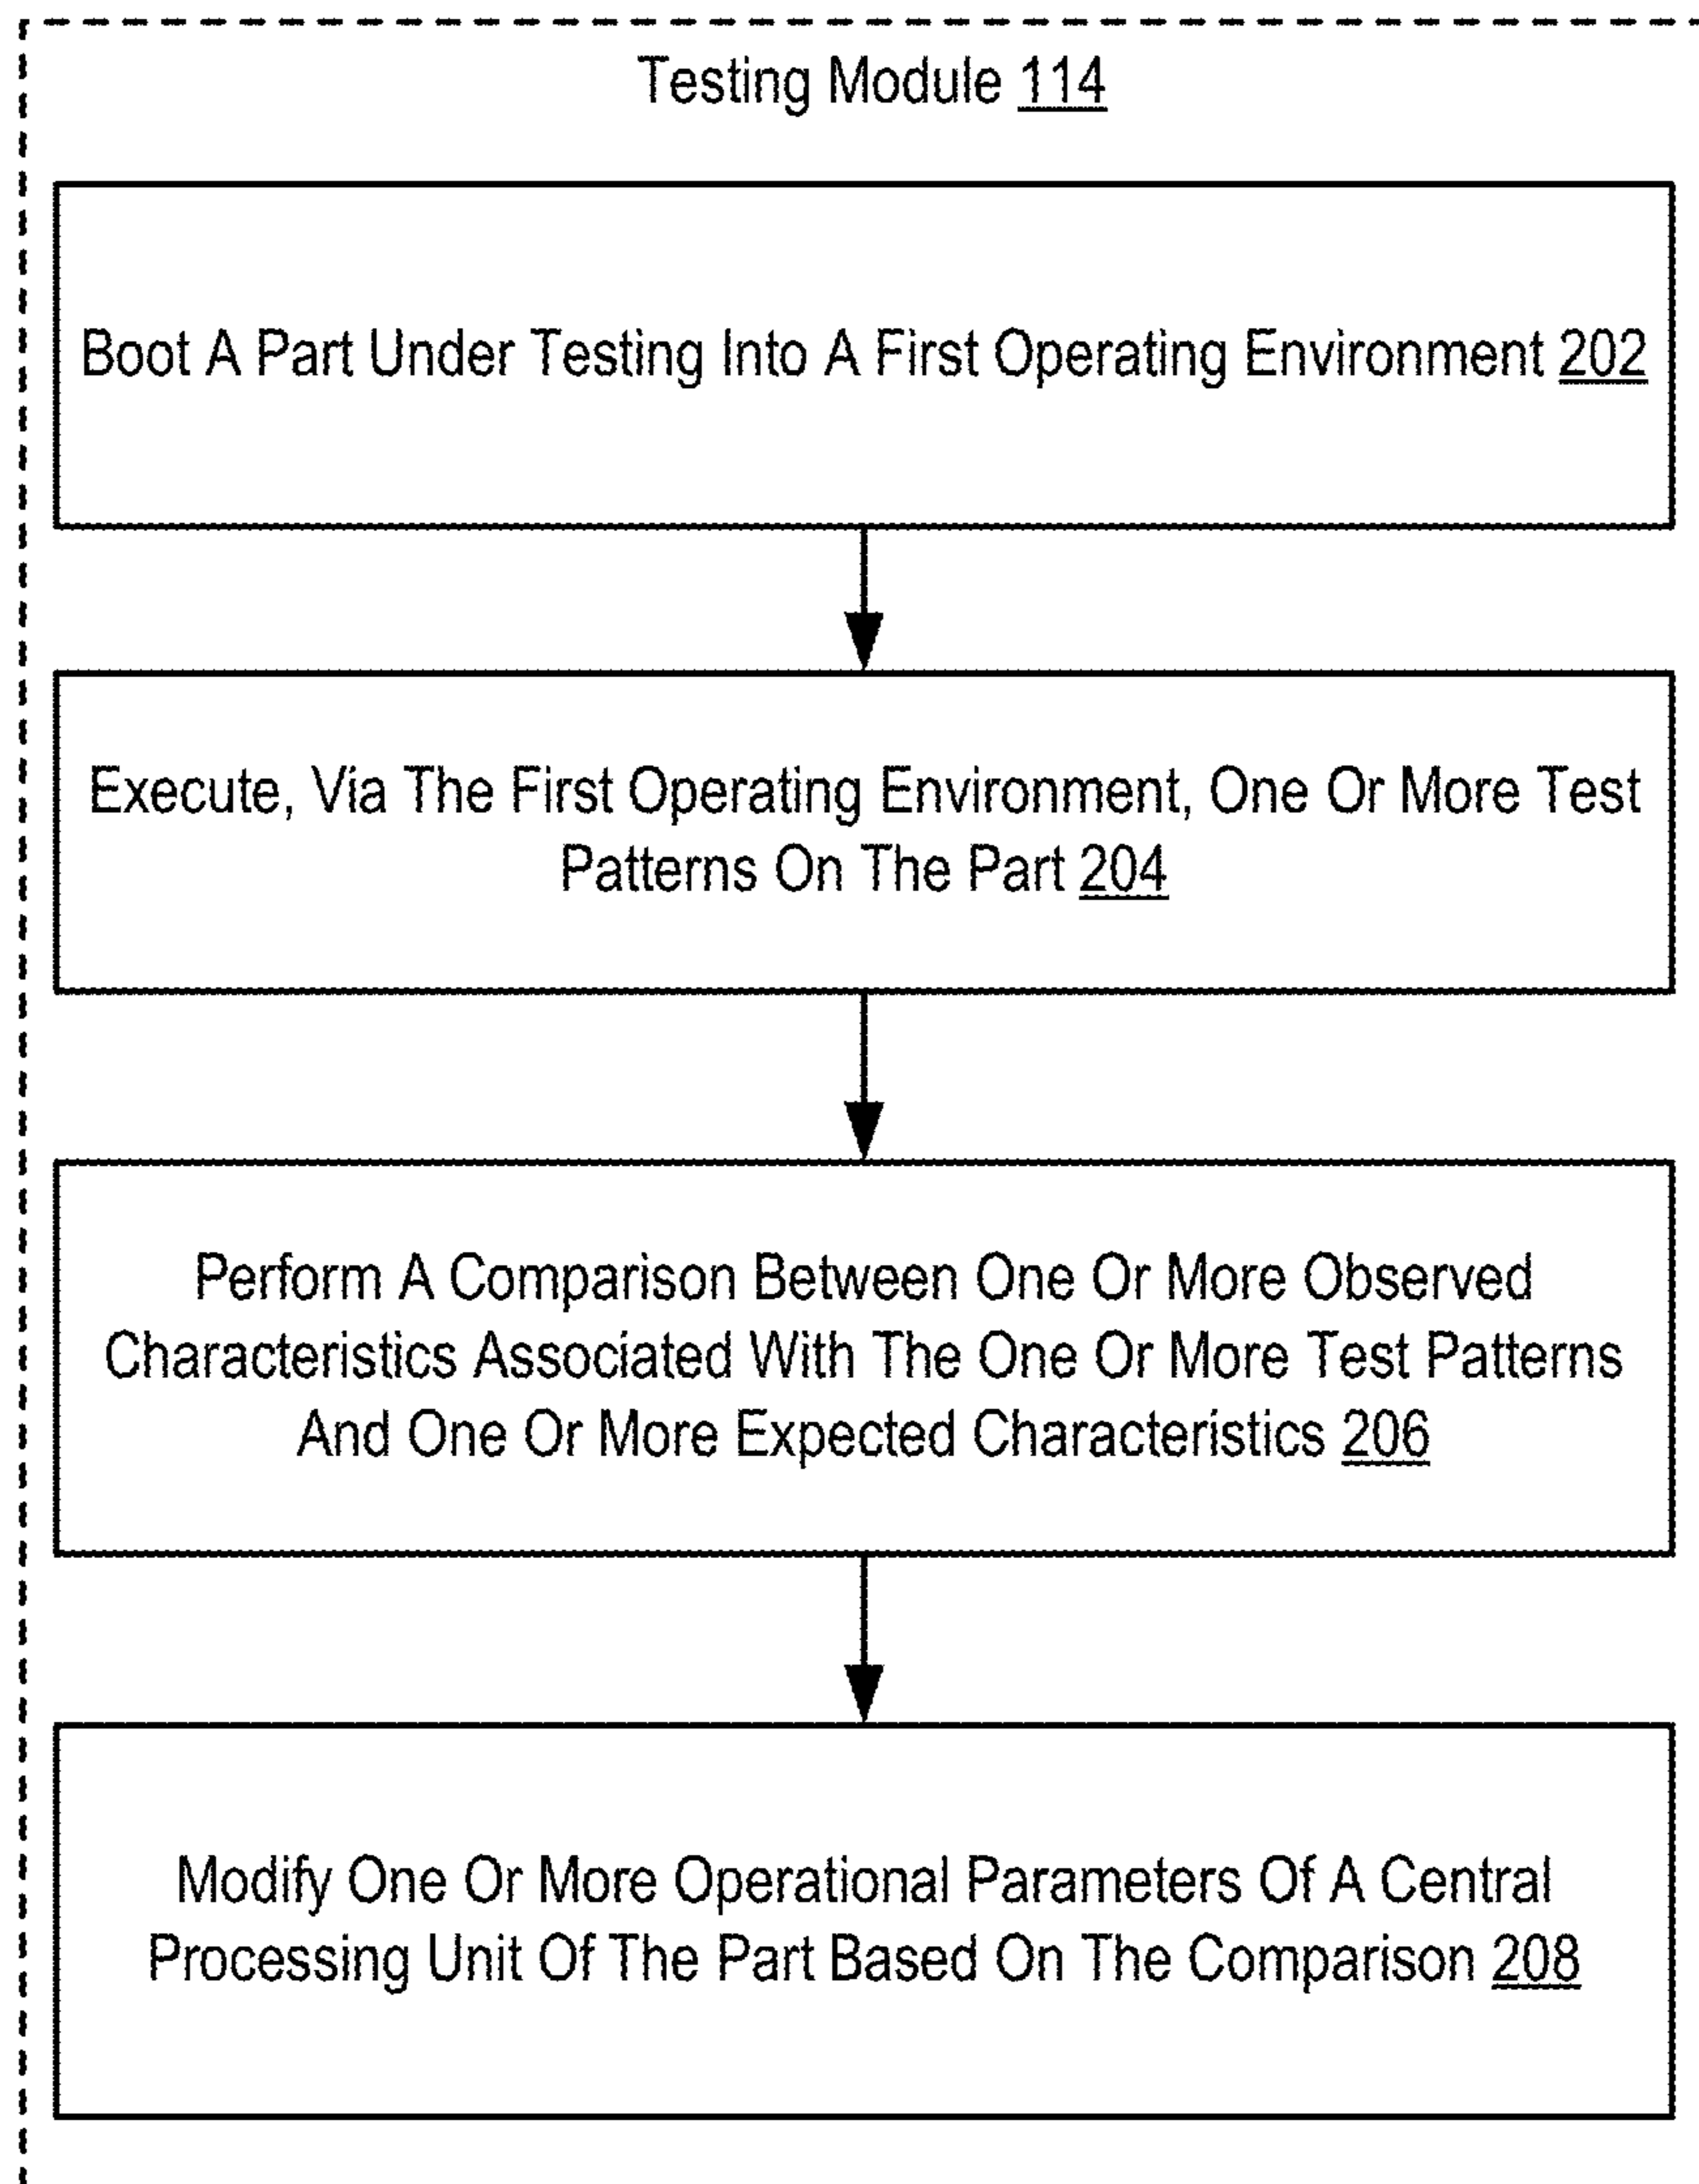 Testing Module 114
Boot A Part Under Testing Into A First Operating Environment 202
Execute, Via The First Operating Environment, One Or More Test
Patterns On The Part 204
Perform A Comparison Between One Or More Observed
Characteristics Associated With The One Or More Test Patterns
And One Or More Expected Characteristics 206
Modify One Or More Operational Parameters Of A Central
Processing Unit Of The Part Based On The Comparison 208